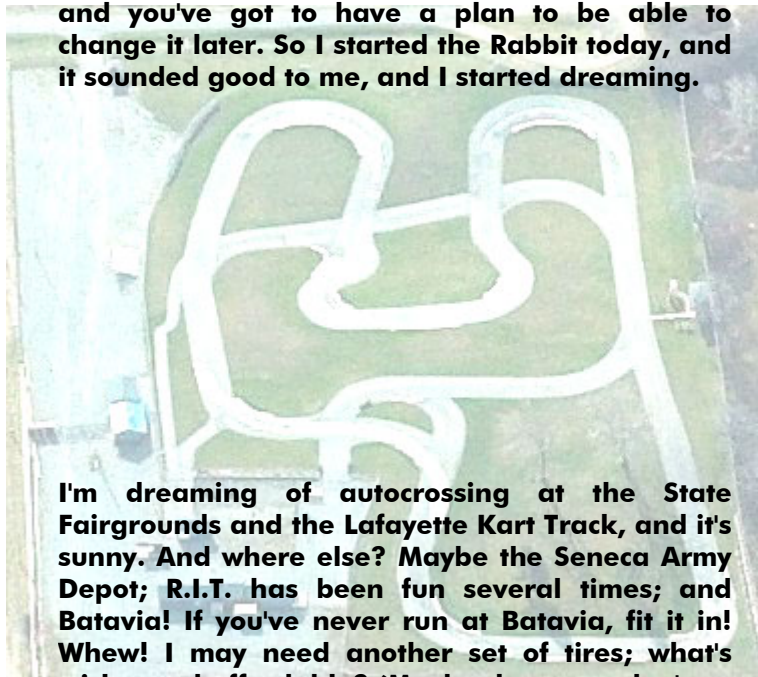 and you've got to have a plan to be able to
change it later. So I started the Rabbit today, and
it sounded good to me, and I started dreaming.
I'm dreaming of autocrossing at the State
Fairgrounds and the Lafayette Kart Track, and it's
sunny. And where else? Maybe the Seneca Army
Depot; R.I.T. has been fun several times; and
Batavia! If you've never run at Batavia, fit it in!
Whew! I may need another set of tires; what's